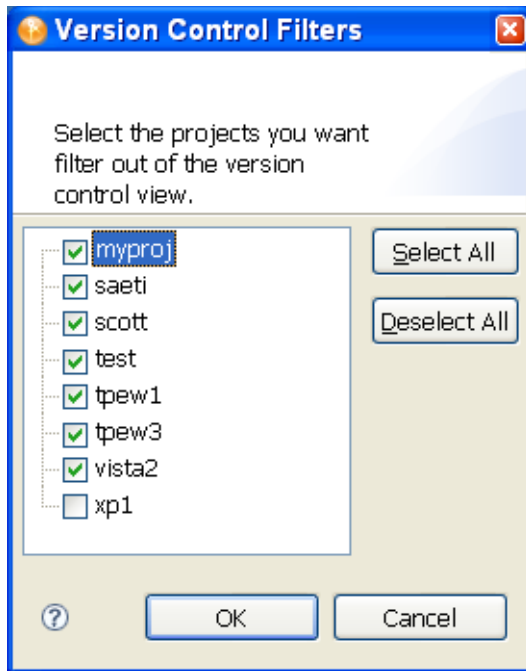 Version Control Filters
Select the projects you want
filter out of the version
control view.
myproj
saeti
scott
test
tpew1
tpew3
vista2
xp1
Select All
Deselect All
?
OK
Cancel